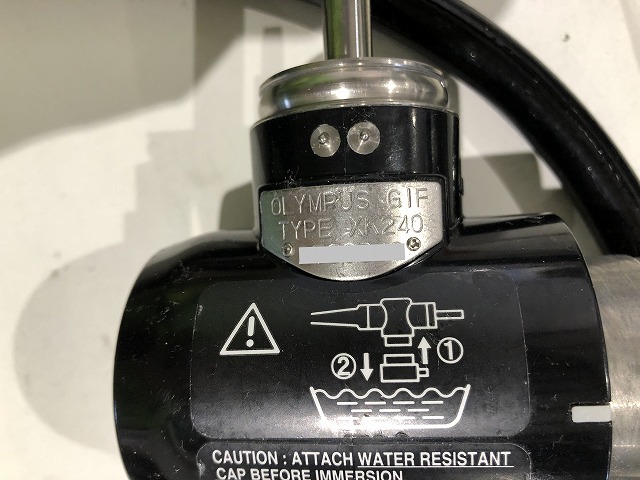 OLYMPUS GIF
TYPE XK240
①
②
CAUTION : ATTACH WATER RESISTANT
CAP BEFORE IMMERSION